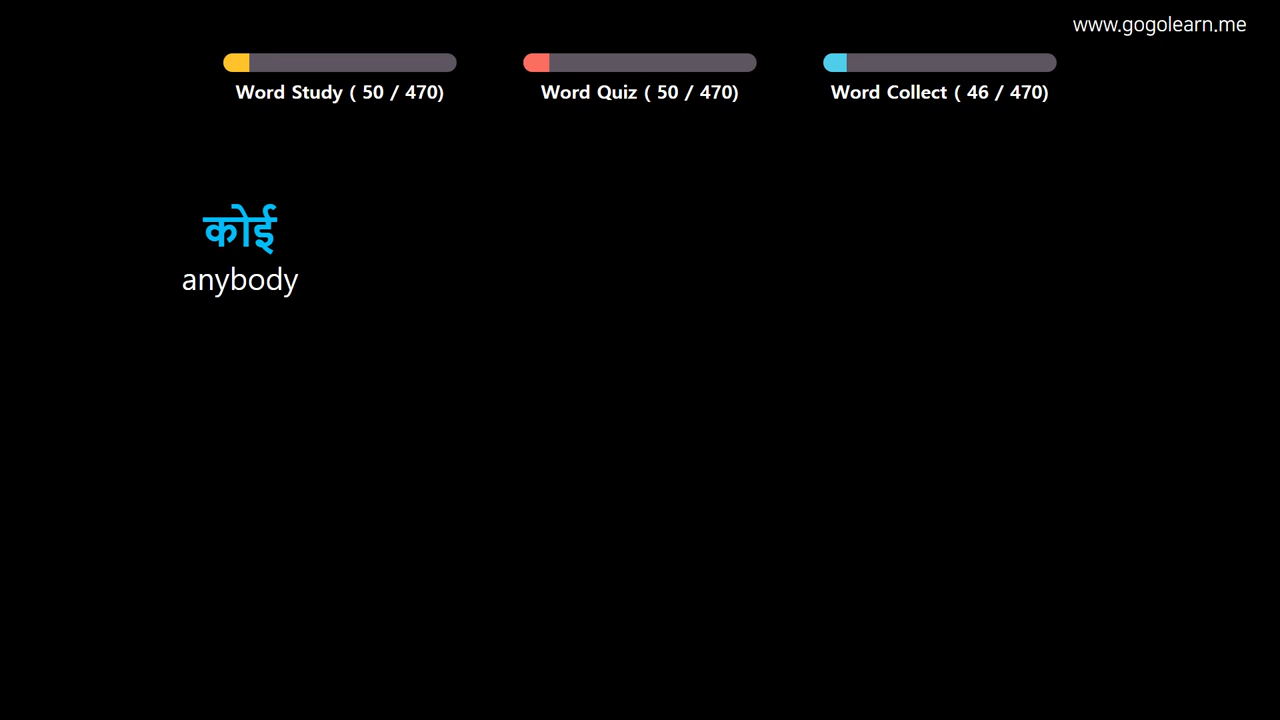 www.gogolearn.me
Word Study ( 50 / 470)
Word Quiz ( 50 / 470)
Word Collect ( 46 / 470)
कोई
anybody